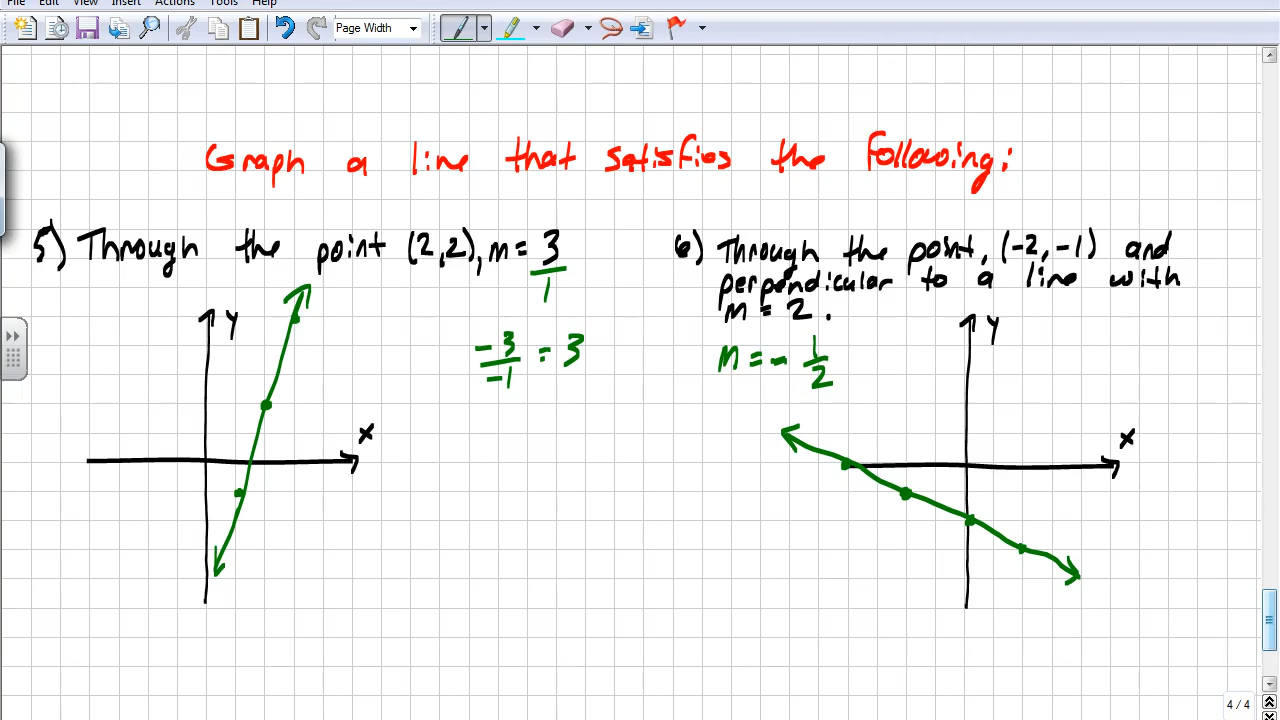 File Edit View Insert Actions Tools Help
Page Width
Graph a line that satisfies the following:
5) Through the point (2,2), m = 3/1
-3/-1 = 3
Y
X
6) Through the point, (-2, -1) and
perpendicular to a line with
m = 2.
m = - 1/2
Y
X
4 / 4